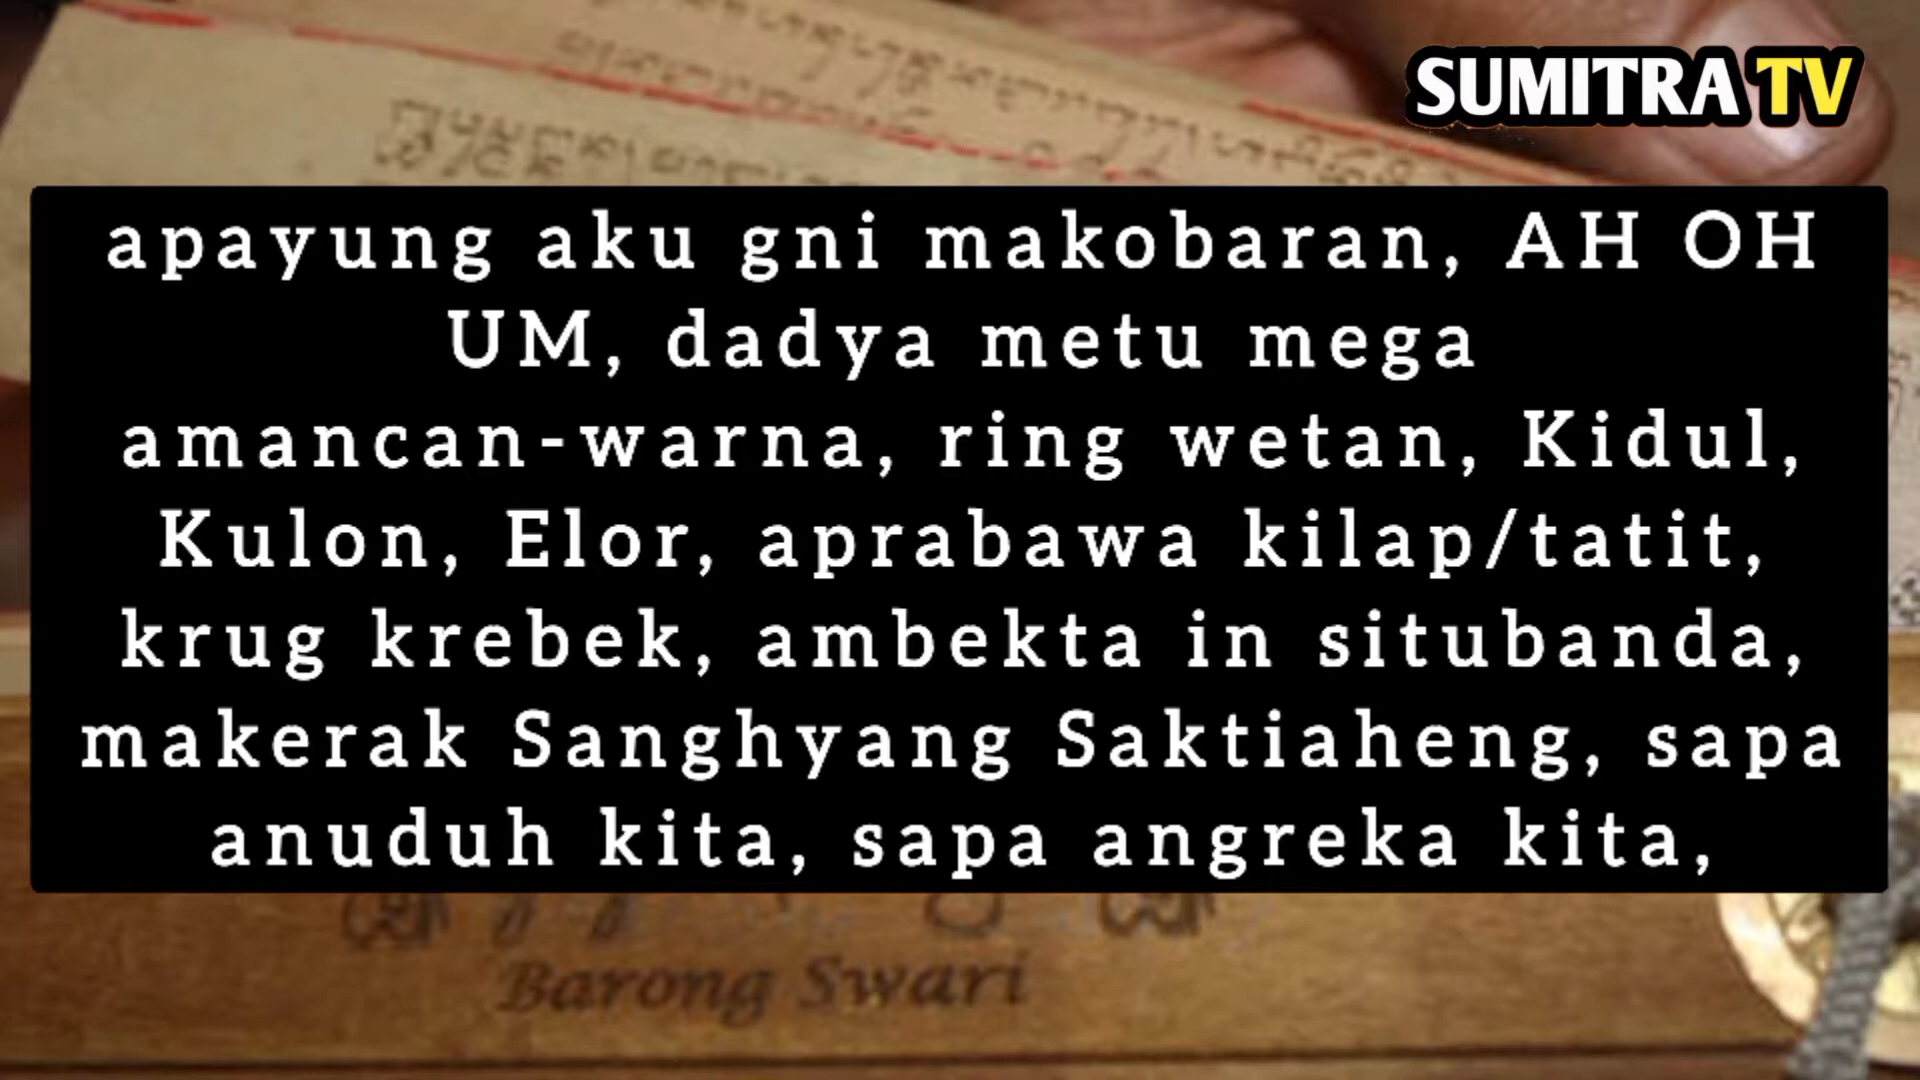 SUMITRA TV
apayung aku gni makobaran, AH OH
UM, dadya metu mega
amancan-warna, ring wetan, Kidul,
Kulon, Elor, aprabawa kilap/tatit,
krug krebek, ambekta in situbanda,
makerak Sanghyang Saktiaheng, sapa
anuduh kita, sapa angreka kita,
Barong Swari